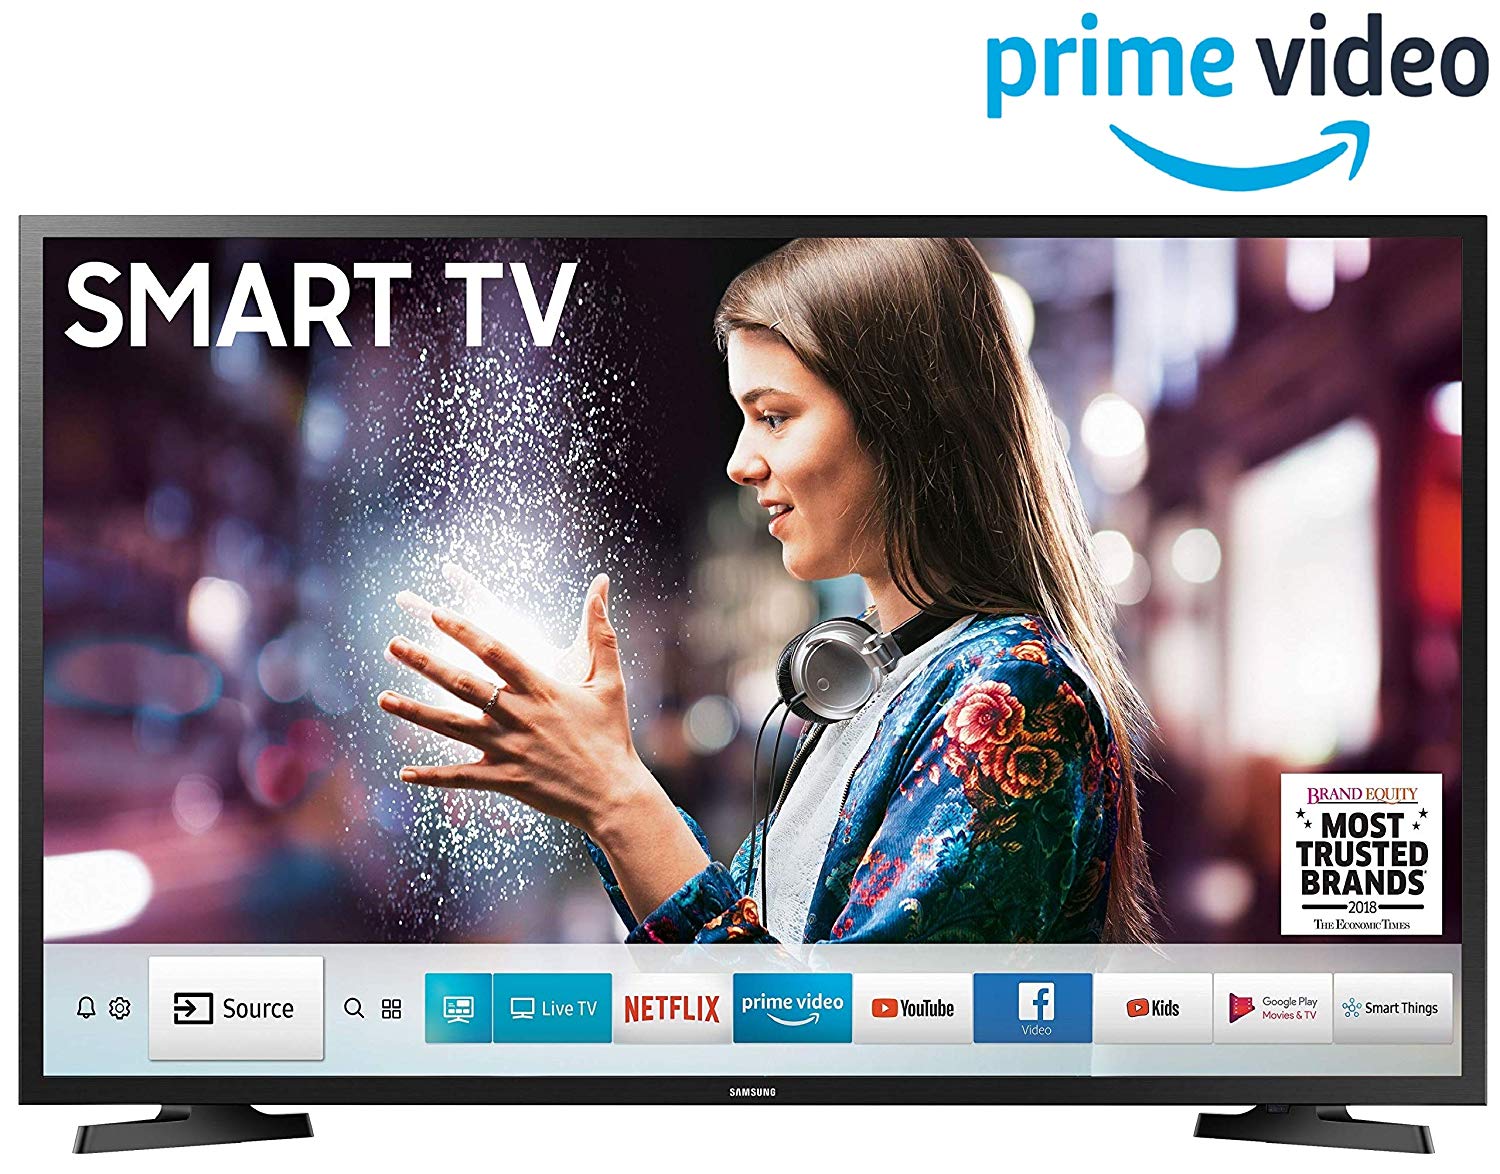 prime video
SMART TV
BRAND EQUITY
MOST
TRUSTED
BRANDS
2018
THE ECONOMIC TIMES
Source
Live TV
NETFLIX
prime video
YouTube
Video
Kids
Google Play
Movies & TV
Smart Things
SAMSUNG